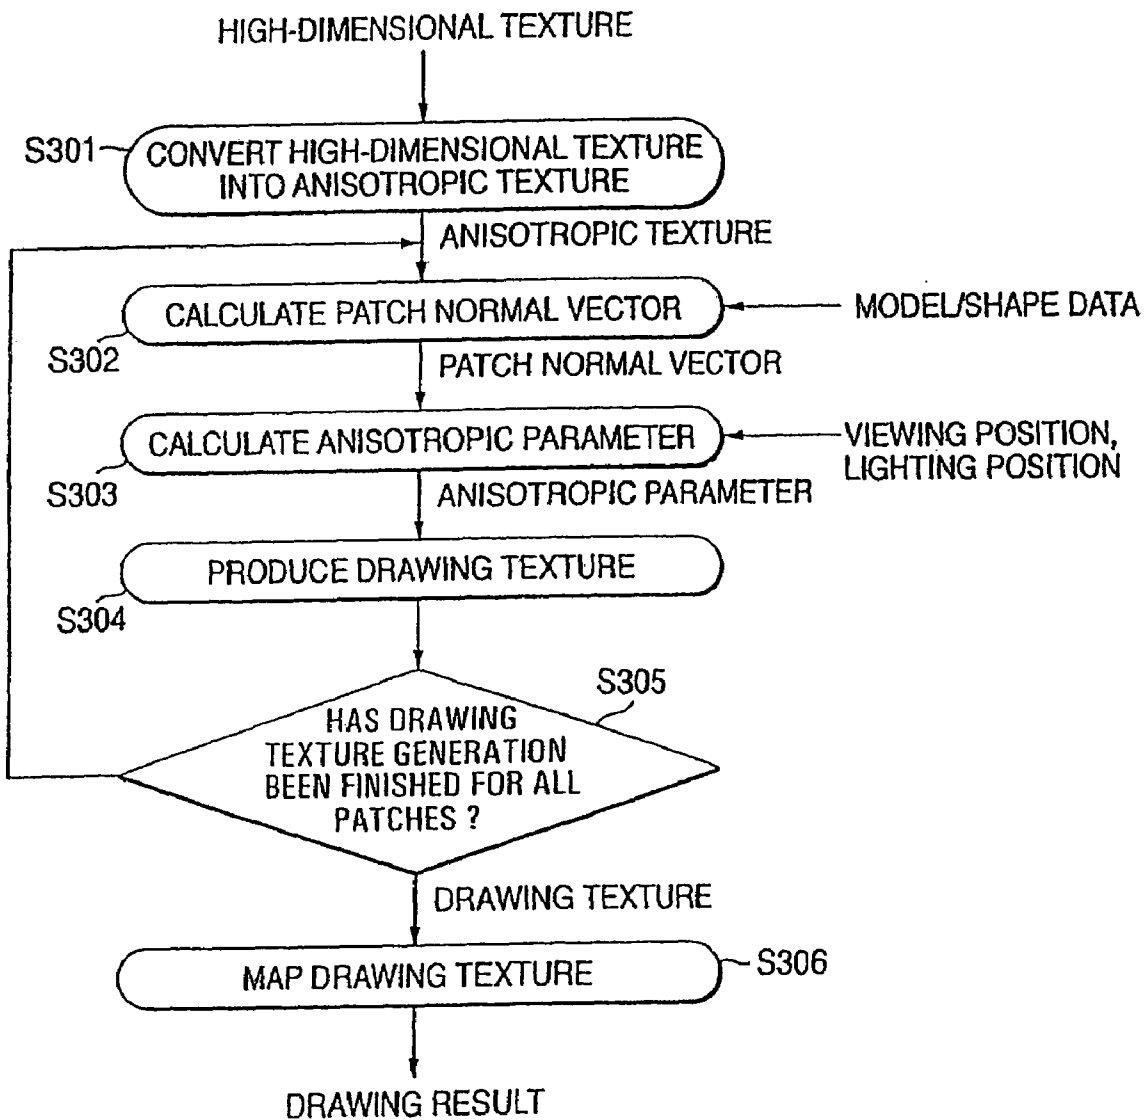 HIGH-DIMENSIONAL TEXTURE
S301
CONVERT HIGH-DIMENSIONAL TEXTURE
INTO ANISOTROPIC TEXTURE
ANISOTROPIC TEXTURE
CALCULATE PATCH NORMAL VECTOR
MODEL/SHAPE DATA
S302
PATCH NORMAL VECTOR
CALCULATE ANISOTROPIC PARAMETER
VIEWING POSITION,
LIGHTING POSITION
S303
ANISOTROPIC PARAMETER
PRODUCE DRAWING TEXTURE
S304
S305
HAS DRAWING
TEXTURE GENERATION
BEEN FINISHED FOR ALL
PATCHES ?
DRAWING TEXTURE
MAP DRAWING TEXTURE
S306
DRAWING RESULT